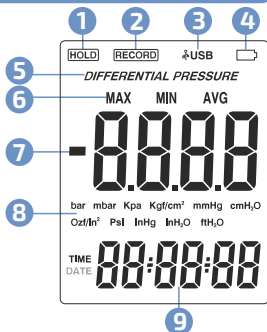 1 2 3 4
HOLD RECORD USB
5 DIFFERENTIAL PRESSURE
6 MAX MIN AVG
7 -8.8.8.8
bar mbar Kpa Kgf/cm² mmHg cmH₂O
8
Ozf/in² Psi InHg InH₂O ftH₂O
TIME 88:88:88
DATE
9